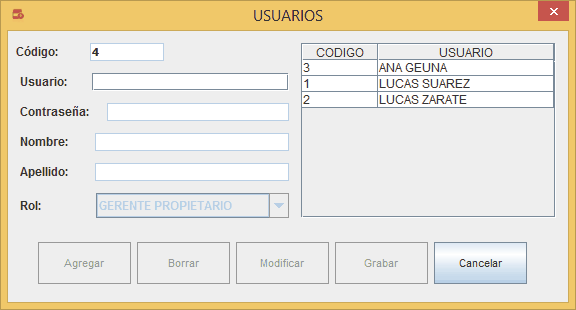 USUARIOS
Código: 4
Usuario:
Contraseña:
Nombre:
Apellido:
Rol: GERENTE PROPIETARIO
CODIGO USUARIO
3 ANA GEUNA
1 LUCAS SUAREZ
2 LUCAS ZARATE
Agregar Borrar Modificar Grabar Cancelar